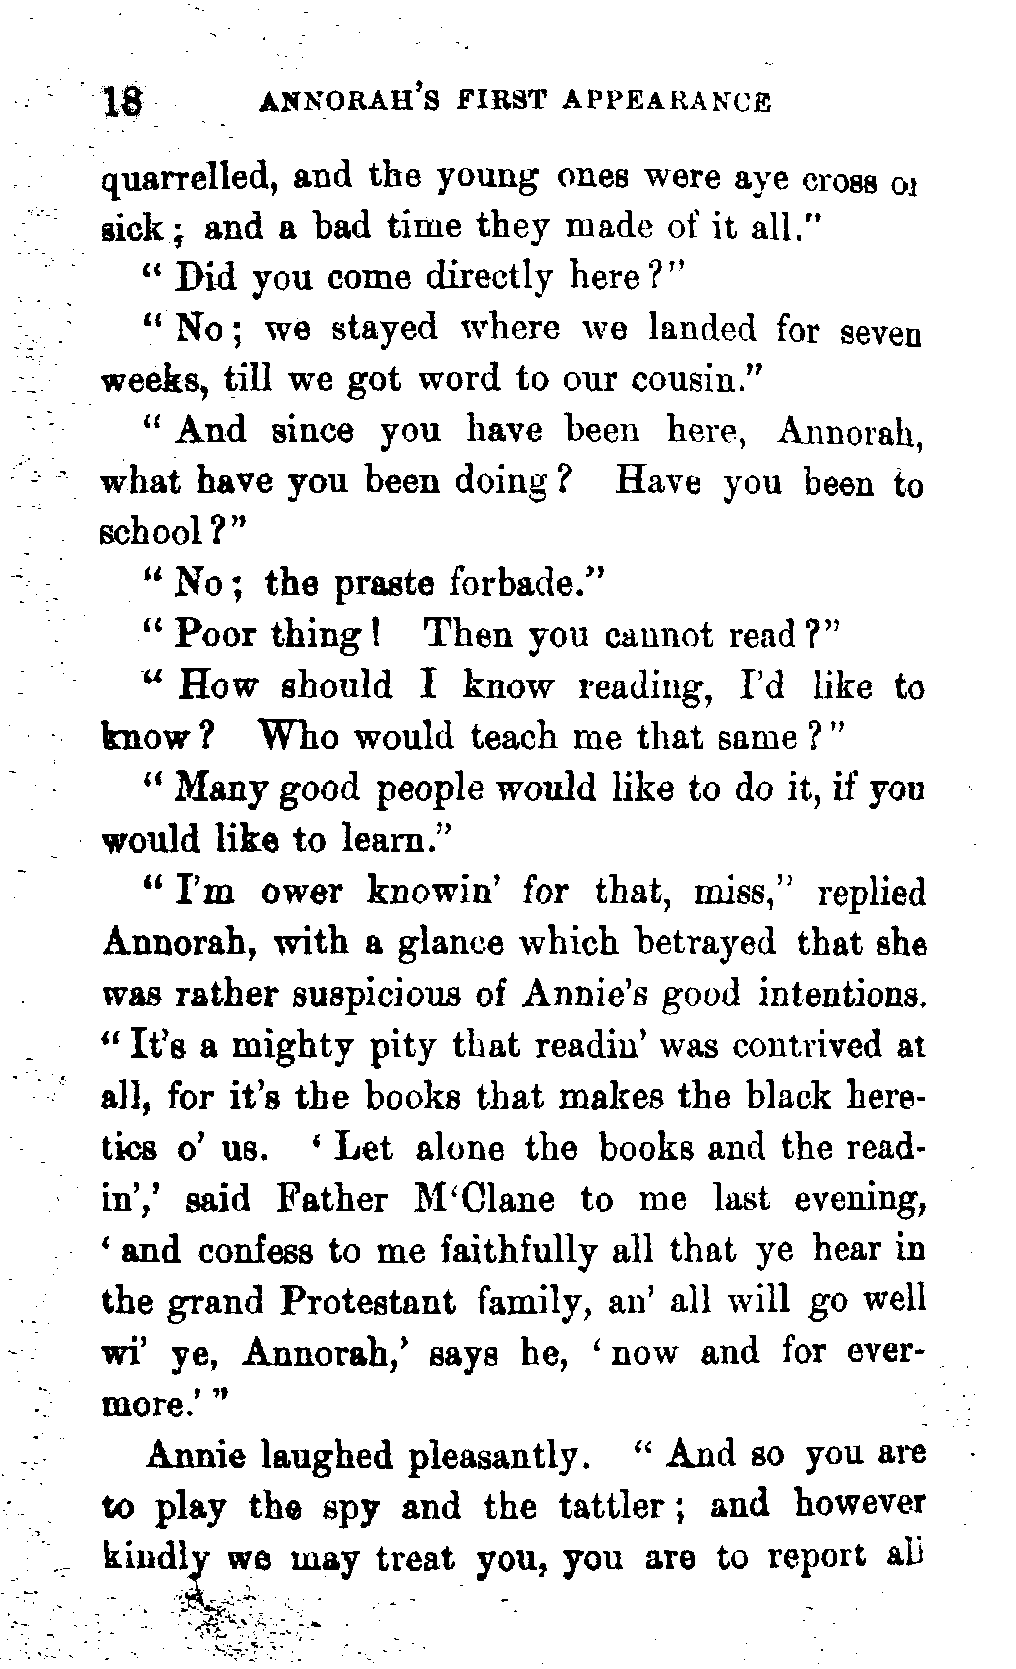 18 ANNORAH'S FIRST APPEARANCE
quarrelled, and the young ones were aye cross or
sick; and a bad time they made of it all."
"Did you come directly here?"
"No; we stayed where we landed for seven
weeks, till we got word to our cousin."
"And since you have been here, Annorah,
what have you been doing? Have you been to
school?"
"No; the praste forbade."
"Poor thing! Then you cannot read?"
"How should I know reading, I'd like to
know? Who would teach me that same?"
"Many good people would like to do it, if you
would like to learn."
"I'm ower knowin' for that, miss," replied
Annorah, with a glance which betrayed that she
was rather suspicious of Annie's good intentions.
"It's a mighty pity that readin' was contrived at
all, for it's the books that makes the black here-
tics o' us. 'Let alone the books and the read-
in',' said Father M'Clane to me last evening,
'and confess to me faithfully all that ye hear in
the grand Protestant family, an' all will go well
wi' ye, Annorah,' says he, 'now and for ever-
more.'"
Annie laughed pleasantly. "And so you are
to play the spy and the tattler; and however
kindly we may treat you, you are to report all